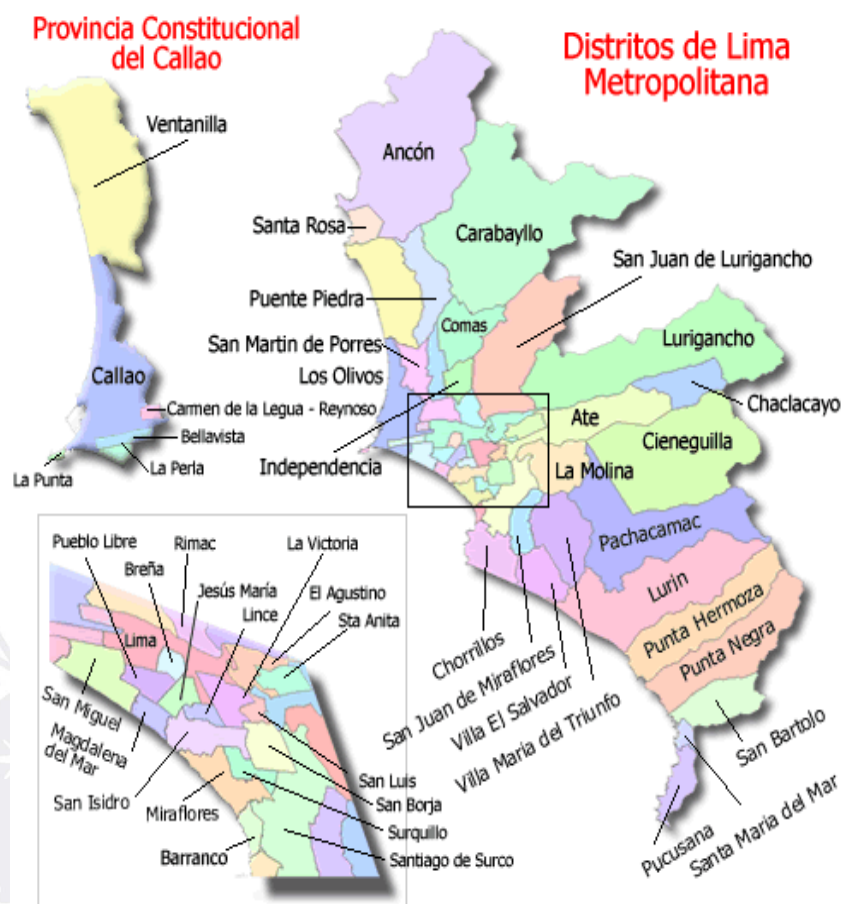 Provincia Constitucional
del Callao
Distritos de Lima
Metropolitana
Ventanilla
Callao
Carmen de la Legua - Reynoso
Bellavista
La Perla
La Punta
Ancón
Santa Rosa
Carabayllo
San Juan de Lurigancho
Puente Piedra
Comas
Lurigancho
San Martin de Porres
Los Olivos
Chaclacayo
Ate
Cieneguilla
Independencia
La Molina
Pachacamac
Lurin
Punta Hermoza
Punta Negra
Chorrillos
San Juan de Miraflores
Villa El Salvador
Villa María del Triunfo
San Bartolo
Santa María del Mar
Pucusana
Pueblo Libre
Rimac
La Victoria
Breña
Jesús María
El Agustino
Lince
Sta Anita
Lima
San Miguel
Magdalena
del Mar
San Isidro
Miraflores
Barranco
San Luis
San Borja
Surquillo
Santiago de Surco